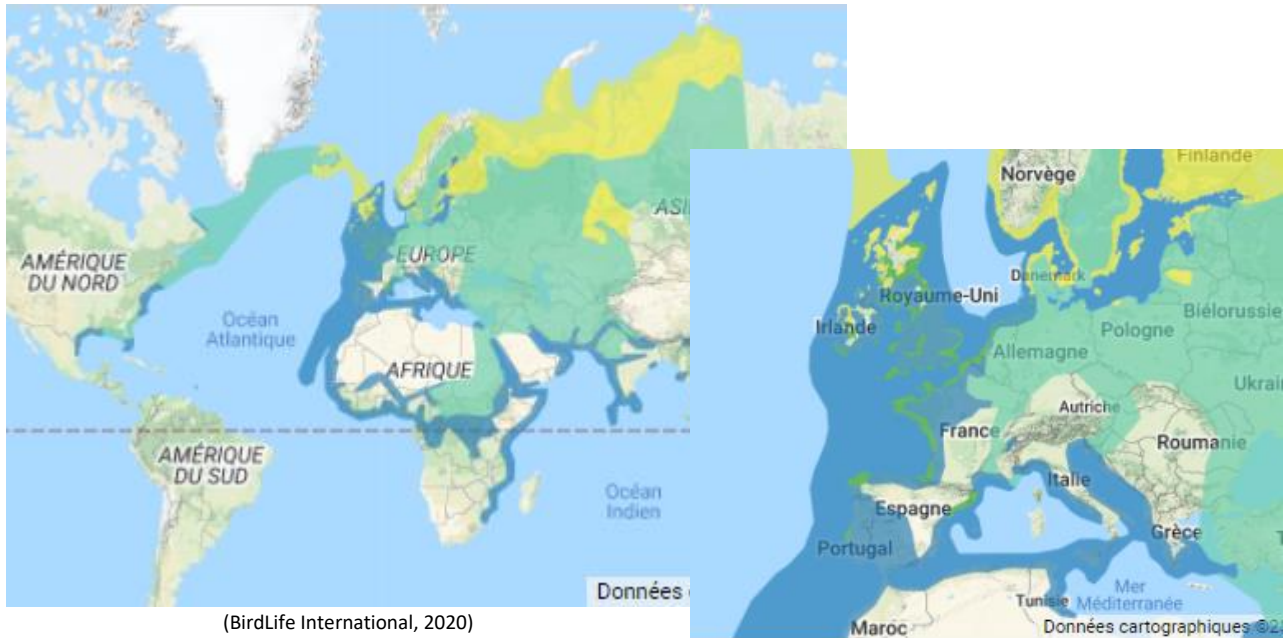 AMÉRIQUE
DU NORD
Océan
Atlantique
EUROPE
ASI
AFRIQUE
AMÉRIQUE
DU SUD
Océan
Indien
Données
(BirdLife International, 2020)
Finlande
Norvège
Danemark
Royaume-Uni
Irlande
Biélorussie
Pologne
Allemagne
Ukrain
Autriche
France
Roumanie
Italie
Espagne
Grèce
Portugal
Mer
Méditerranée
Tunisie
Maroc
Données cartographiques ©2